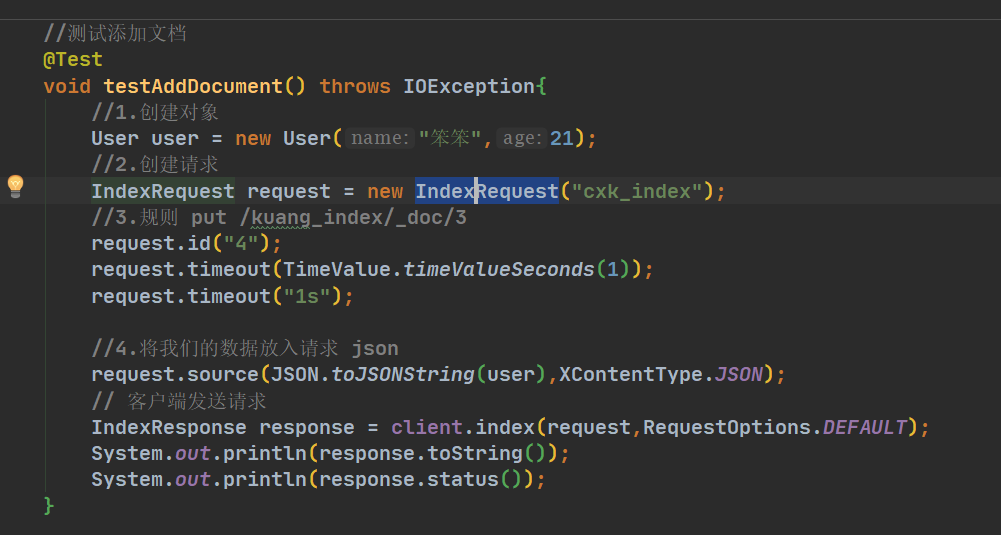 //测试添加文档
@Test
void testAddDocument() throws IOException{
//1.创建对象
User user = new User( name: "笨笨", age: 21);
//2.创建请求
IndexRequest request = new IndexRequest("cxk_index");
//3.规则 put /kuang_index/_doc/3
request.id("4");
request.timeout(TimeValue.timeValueSeconds(1));
request.timeout("1s");
//4.将我们的数据放入请求 json
request.source(JSON.toJSONString(user),XContentType.JSON);
// 客户端发送请求
IndexResponse response = client.index(request,RequestOptions.DEFAULT);
System.out.println(response.toString());
System.out.println(response.status());
}